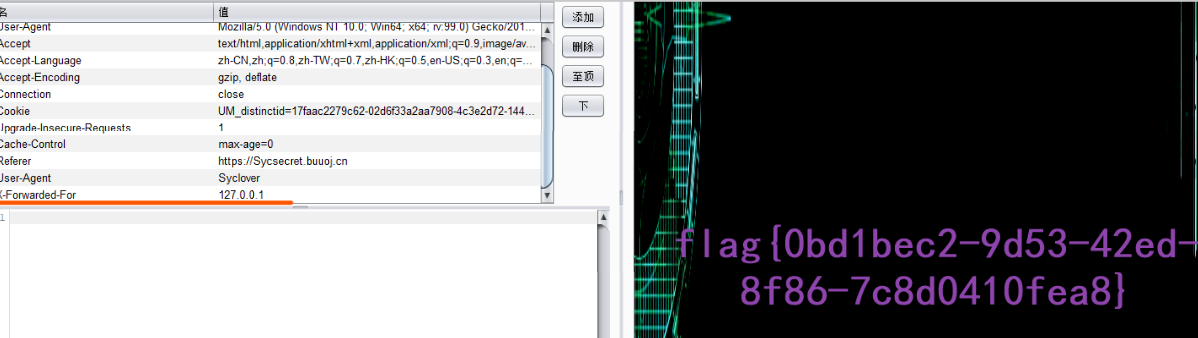 名 值
User-Agent Mozilla/5.0 (Windows NT 10.0; Win64; x64; rv:99.0) Gecko/201...
Accept text/html,application/xhtml+xml,application/xml;q=0.9,image/av...
Accept-Language zh-CN,zh;q=0.8,zh-TW;q=0.7,zh-HK;q=0.5,en-US;q=0.3,en;q=...
Accept-Encoding gzip, deflate
Connection close
Cookie UM_distinctid=17faac2279c62-02d6f33a2aa7908-4c3e2d72-144...
Upgrade-Insecure-Requests 1
Cache-Control max-age=0
Referer https://Sycsecret.buuoj.cn
User-Agent Syclover
X-Forwarded-For 127.0.0.1
添加
删除
至顶
下
1
flag{0bd1bec2-9d53-42ed-
8f86-7c8d0410fea8}